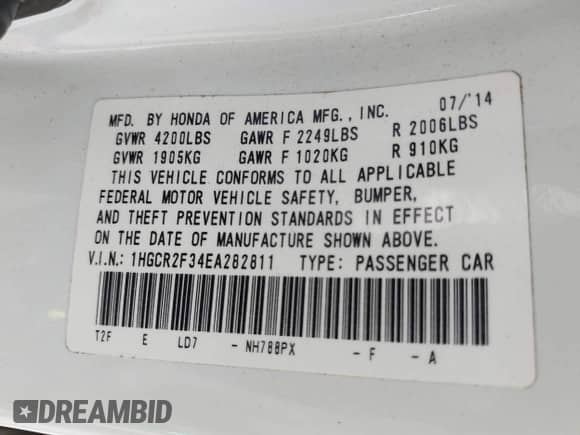 MFD. BY HONDA OF AMERICA MFG., INC. 07/'14
GVWR 4200LBS GAWR F 2249LBS R 2006LBS
GVWR 1905KG GAWR F 1020KG R 910KG
THIS VEHICLE CONFORMS TO ALL APPLICABLE
FEDERAL MOTOR VEHICLE SAFETY, BUMPER,
AND THEFT PREVENTION STANDARDS IN EFFECT
ON THE DATE OF MANUFACTURE SHOWN ABOVE.
V.I.N.: 1HGCR2F34EA282811 TYPE: PASSENGER CAR
T2F E LD7 - NH788PX - F - A
DREAMBID